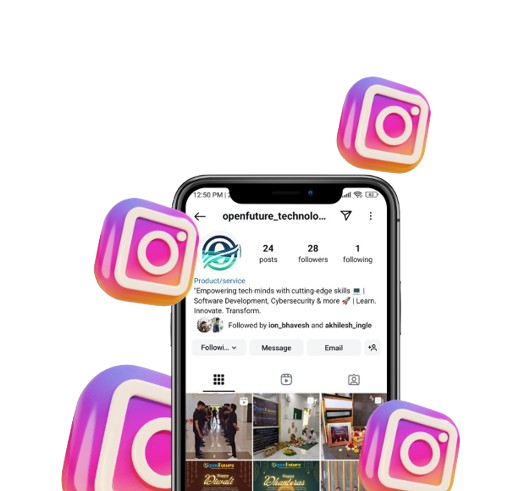 12:50 PM |
openfuture_technolo...
24 28 1
posts followers following
Product/service
"Empowering tech minds with cutting-edge skills 💻 |
Software Development, Cybersecurity & more 🚀 | Learn.
Innovate. Transform.
Followed by ion_bhavesh and akhilesh_ingle
Followi... Message Email
OpenFuture OpenFuture
Happy Happy
Diwali Dhanteras